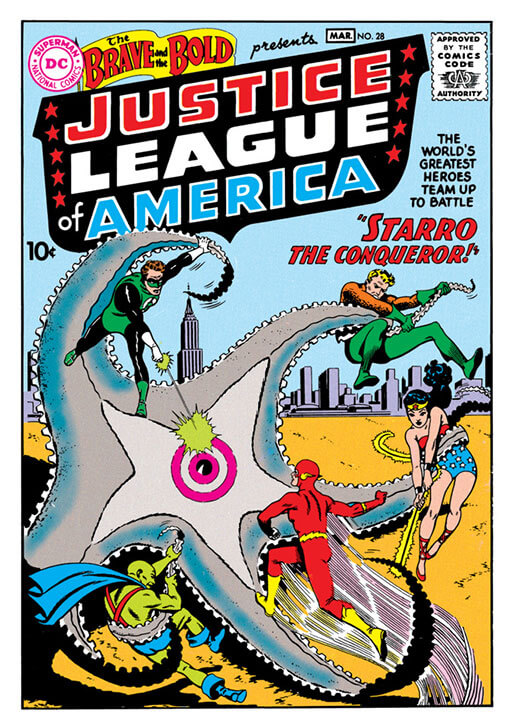 SUPERMAN
DC
NATIONAL COMICS
The
BRAVE and the BOLD
presents
MAR. NO. 28
APPROVED
BY THE
COMICS
CODE
CA
AUTHORITY
JUSTICE
LEAGUE
of AMERICA
10¢
THE
WORLD'S
GREATEST
HEROES
TEAM UP
TO BATTLE
"STARRO
THE CONQUEROR!"